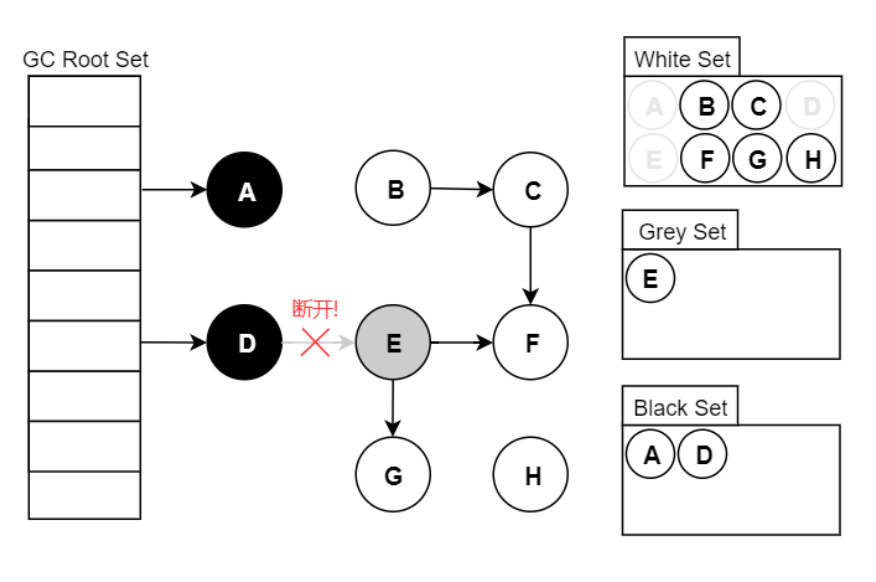 GC Root Set
A
B
C
断开!
D
E
F
G
H
White Set
A B C D
E F G H
Grey Set
E
Black Set
A D